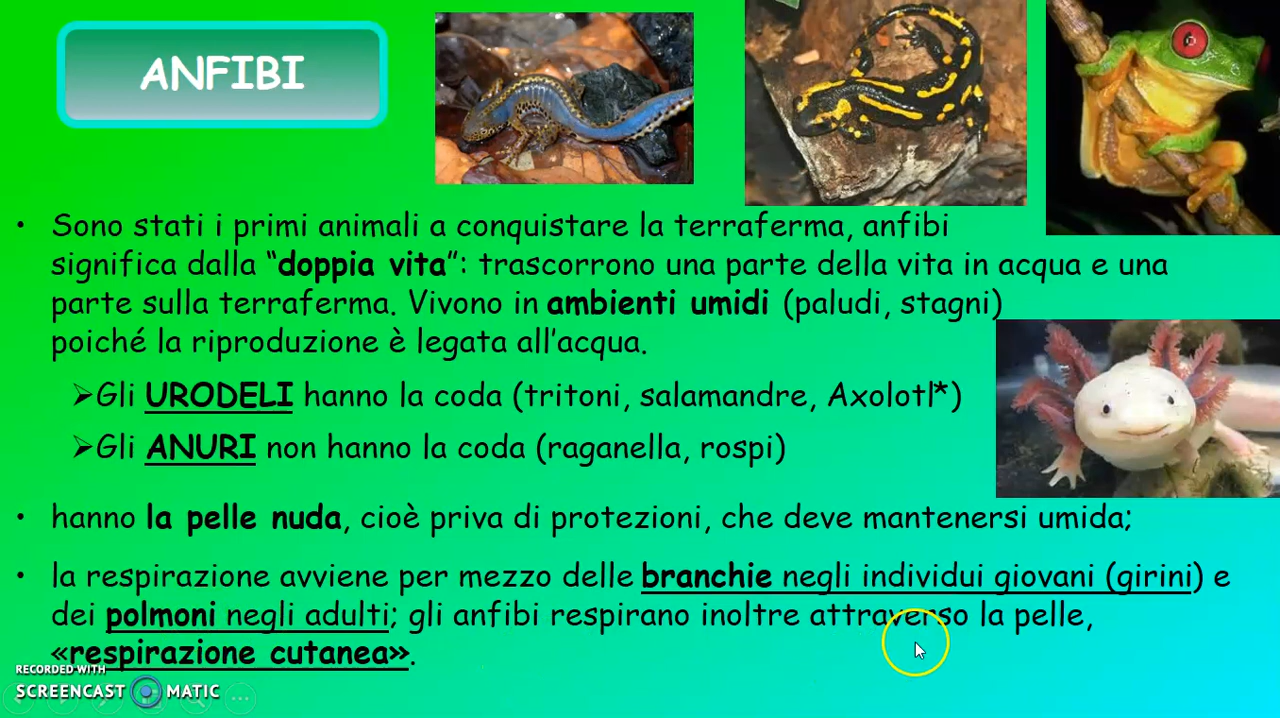 ANFIBI
• Sono stati i primi animali a conquistare la terraferma, anfibi
significa dalla “doppia vita”: trascorrono una parte della vita in acqua e una
parte sulla terraferma. Vivono in ambienti umidi (paludi, stagni)
poiché la riproduzione è legata all’acqua.
➢Gli URODELI hanno la coda (tritoni, salamandre, Axolotl*)
➢Gli ANURI non hanno la coda (raganella, rospi)
• hanno la pelle nuda, cioè priva di protezioni, che deve mantenersi umida;
• la respirazione avviene per mezzo delle branchie negli individui giovani (girini) e
dei polmoni negli adulti; gli anfibi respirano inoltre attraverso la pelle,
«respirazione cutanea».
RECORDED WITH
SCREENCAST MATIC